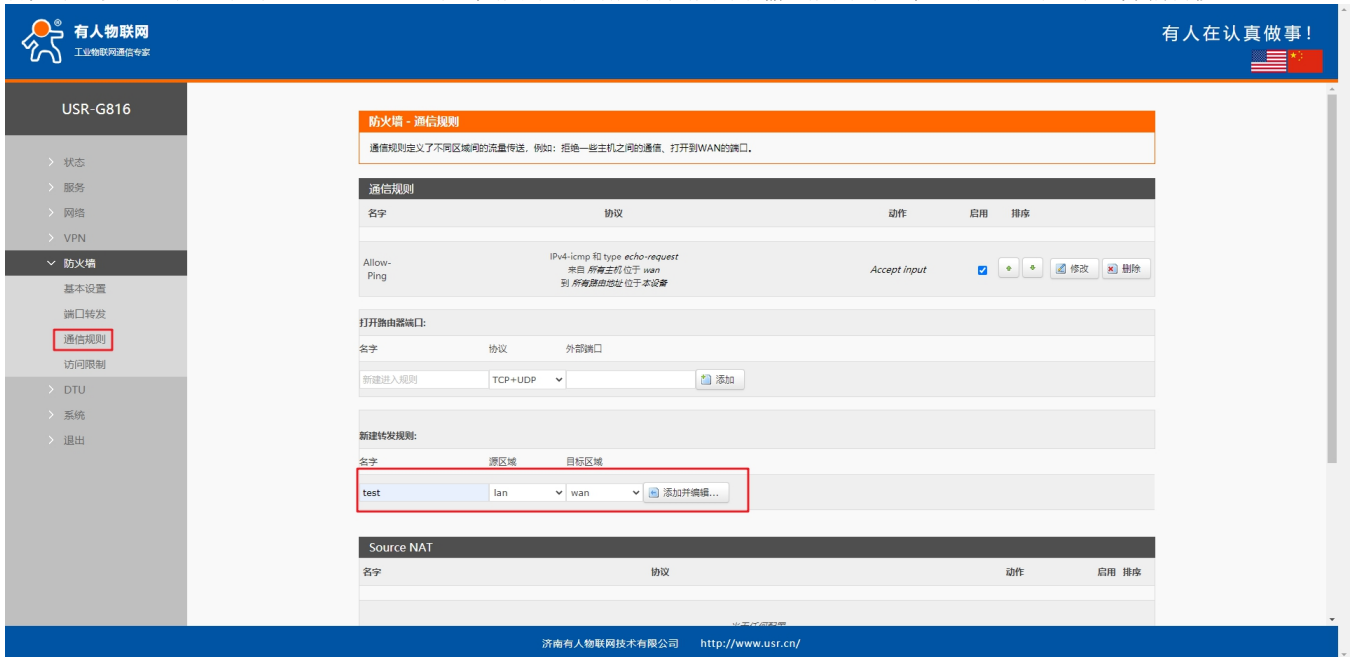 有人物联网
工业物联网通信专家
有人在认真做事！
USR-G816
状态
服务
网络
VPN
防火墙
基本设置
端口转发
通信规则
访问限制
DTU
系统
退出
防火墙 - 通信规则
通信规则定义了不同区域间的流量传送，例如：拒绝一些主机之间的通信、打开到WAN的端口。
通信规则
名字 协议 动作 启用 排序
Allow-Ping
IPv4-icmp 和 type echo-request
来自 所有主机 位于 wan
到 所有路由地址 位于 本设备
Accept input
修改 删除
打开路由器端口:
名字 协议 外部端口
新建进入规则 TCP+UDP 添加
新建转发规则:
名字 源区域 目标区域
test lan wan 添加并编辑...
Source NAT
名字 协议 动作 启用 排序
济南有人物联网技术有限公司 http://www.usr.cn/